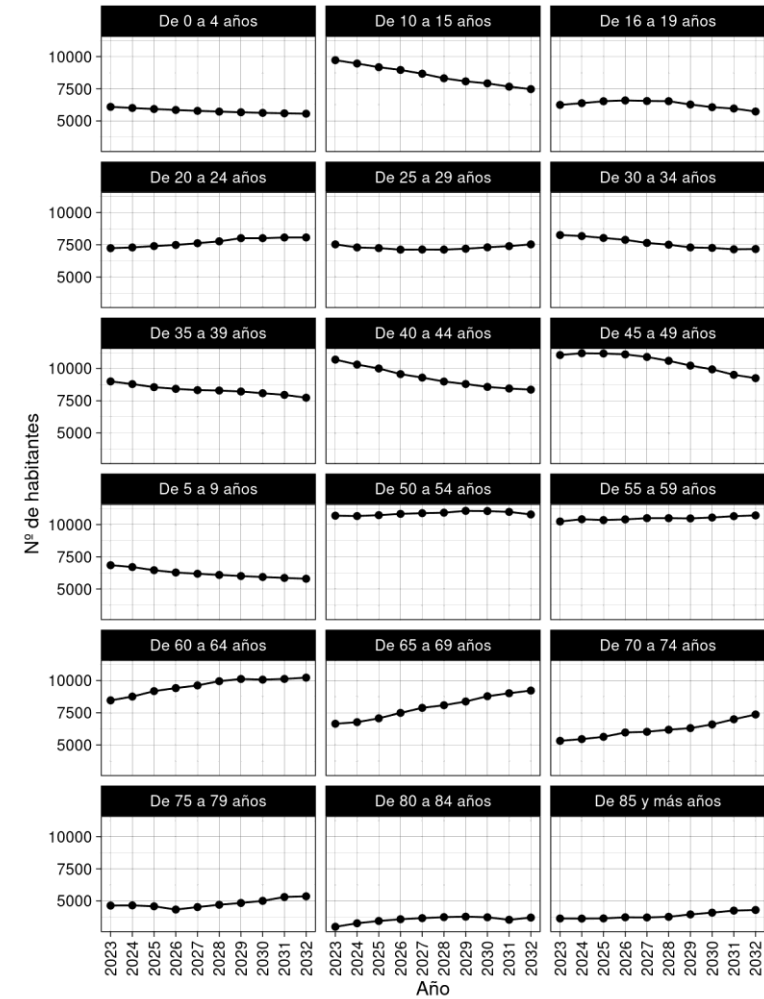 De 0 a 4 años
De 10 a 15 años
De 16 a 19 años
10000
7500
5000
De 20 a 24 años
De 25 a 29 años
De 30 a 34 años
10000
7500
5000
De 35 a 39 años
De 40 a 44 años
De 45 a 49 años
10000
7500
5000
Nº de habitantes
De 5 a 9 años
De 50 a 54 años
De 55 a 59 años
10000
7500
5000
De 60 a 64 años
De 65 a 69 años
De 70 a 74 años
10000
7500
5000
De 75 a 79 años
De 80 a 84 años
De 85 y más años
10000
7500
5000
2023 2024 2025 2026 2027 2028 2029 2030 2031 2032
2023 2024 2025 2026 2027 2028 2029 2030 2031 2032
2023 2024 2025 2026 2027 2028 2029 2030 2031 2032
Año